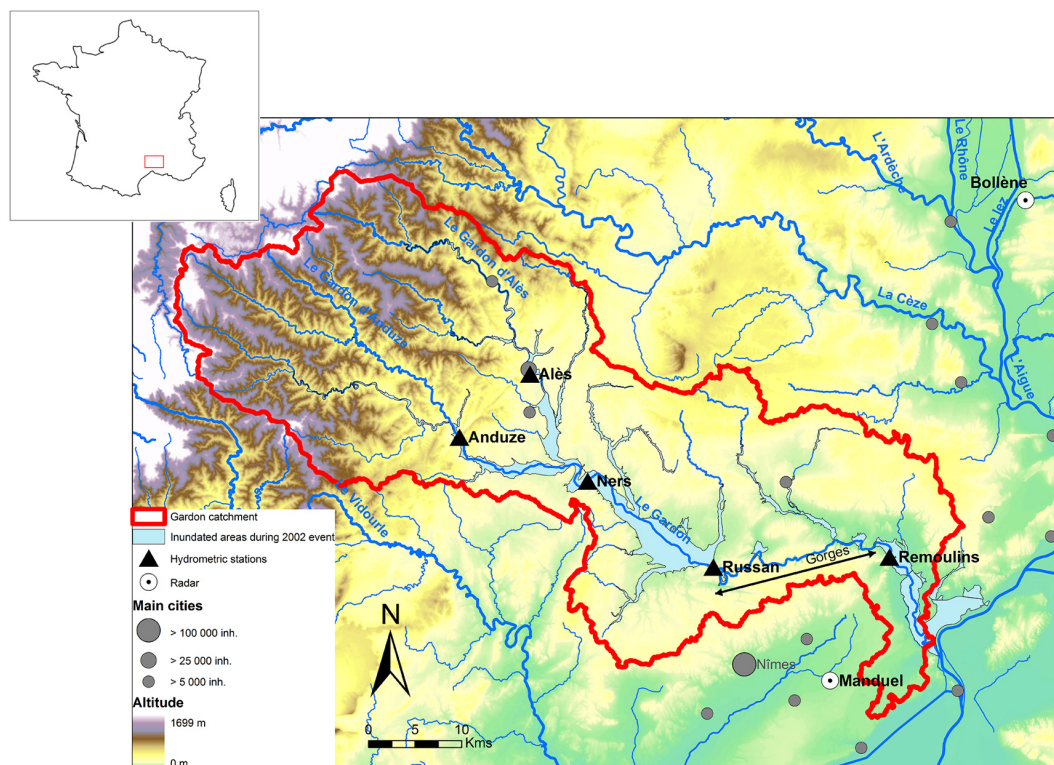 L'Ardèche
Le Rhône
Bollène
Le lez
Le Gardon d'Alès
Le Gardon d'Anduze
La Cèze
L'Aigue
Alès
Anduze
Ners
Le Vidourle
Le Gardon
Gorges
Remoulins
Russan
Nîmes
Manduel
Gardon catchment
Inundated areas during 2002 event
Hydrometric stations
Radar
Main cities
> 100 000 inh.
> 25 000 inh.
> 5 000 inh.
Altitude
1699 m
0 m
N
0 5 10
Kms